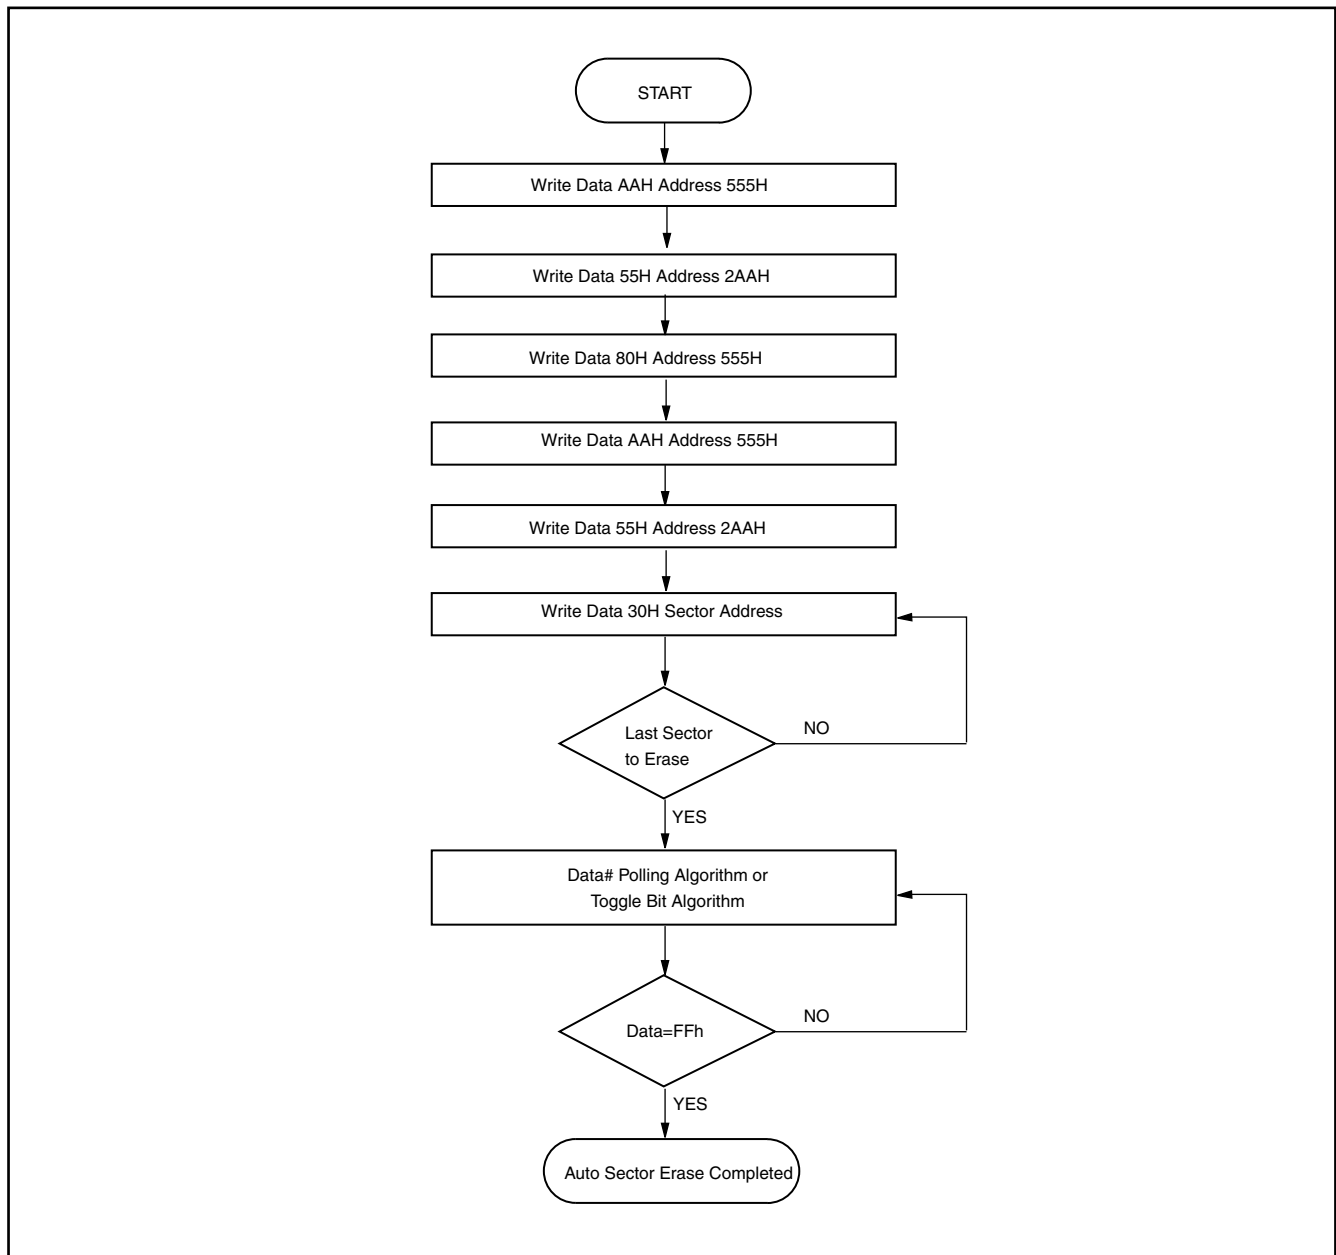 START
Write Data AAH Address 555H
Write Data 55H Address 2AAH
Write Data 80H Address 555H
Write Data AAH Address 555H
Write Data 55H Address 2AAH
Write Data 30H Sector Address
Last Sector
to Erase
NO
YES
Data# Polling Algorithm or
Toggle Bit Algorithm
Data=FFh
NO
YES
Auto Sector Erase Completed